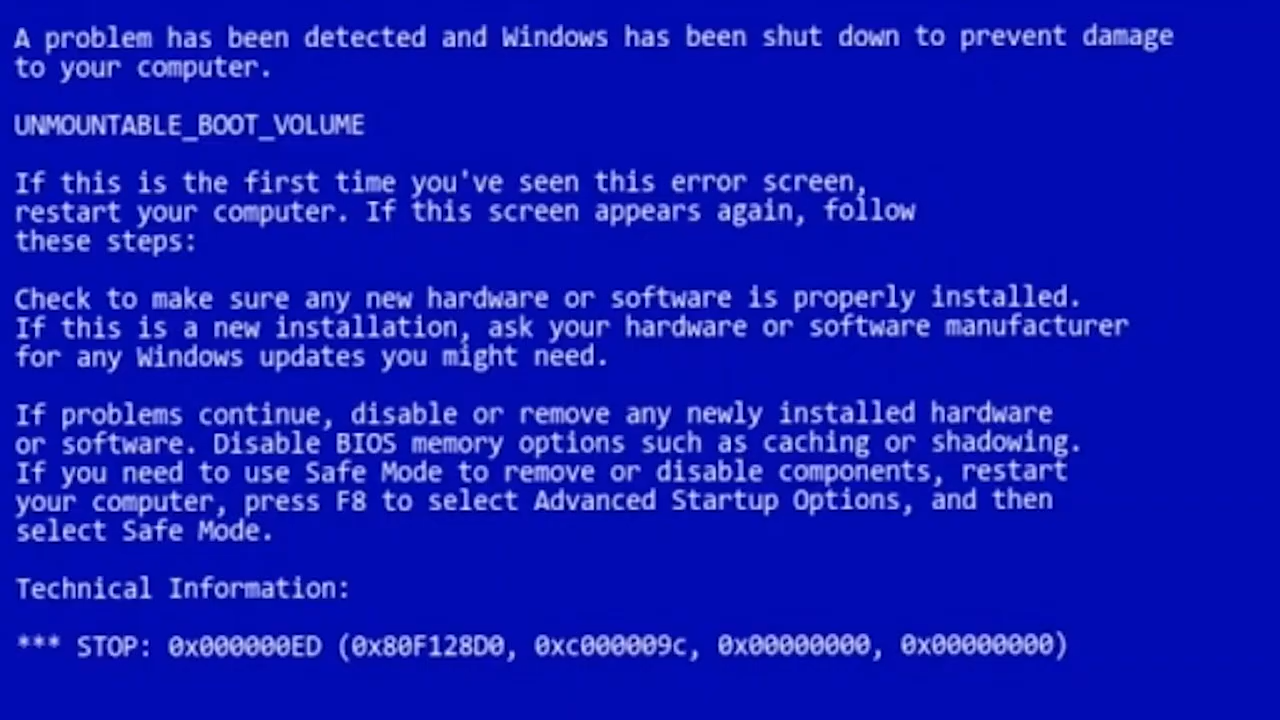 A problem has been detected and Windows has been shut down to prevent damage
to your computer.
UNMOUNTABLE_BOOT_VOLUME
If this is the first time you've seen this error screen,
restart your computer. If this screen appears again, follow
these steps:
Check to make sure any new hardware or software is properly installed.
If this is a new installation, ask your hardware or software manufacturer
for any Windows updates you might need.
If problems continue, disable or remove any newly installed hardware
or software. Disable BIOS memory options such as caching or shadowing.
If you need to use Safe Mode to remove or disable components, restart
your computer, press F8 to select Advanced Startup Options, and then
select Safe Mode.
Technical Information:
*** STOP: 0x000000ED (0x80F128D0, 0xc000009c, 0x00000000, 0x00000000)